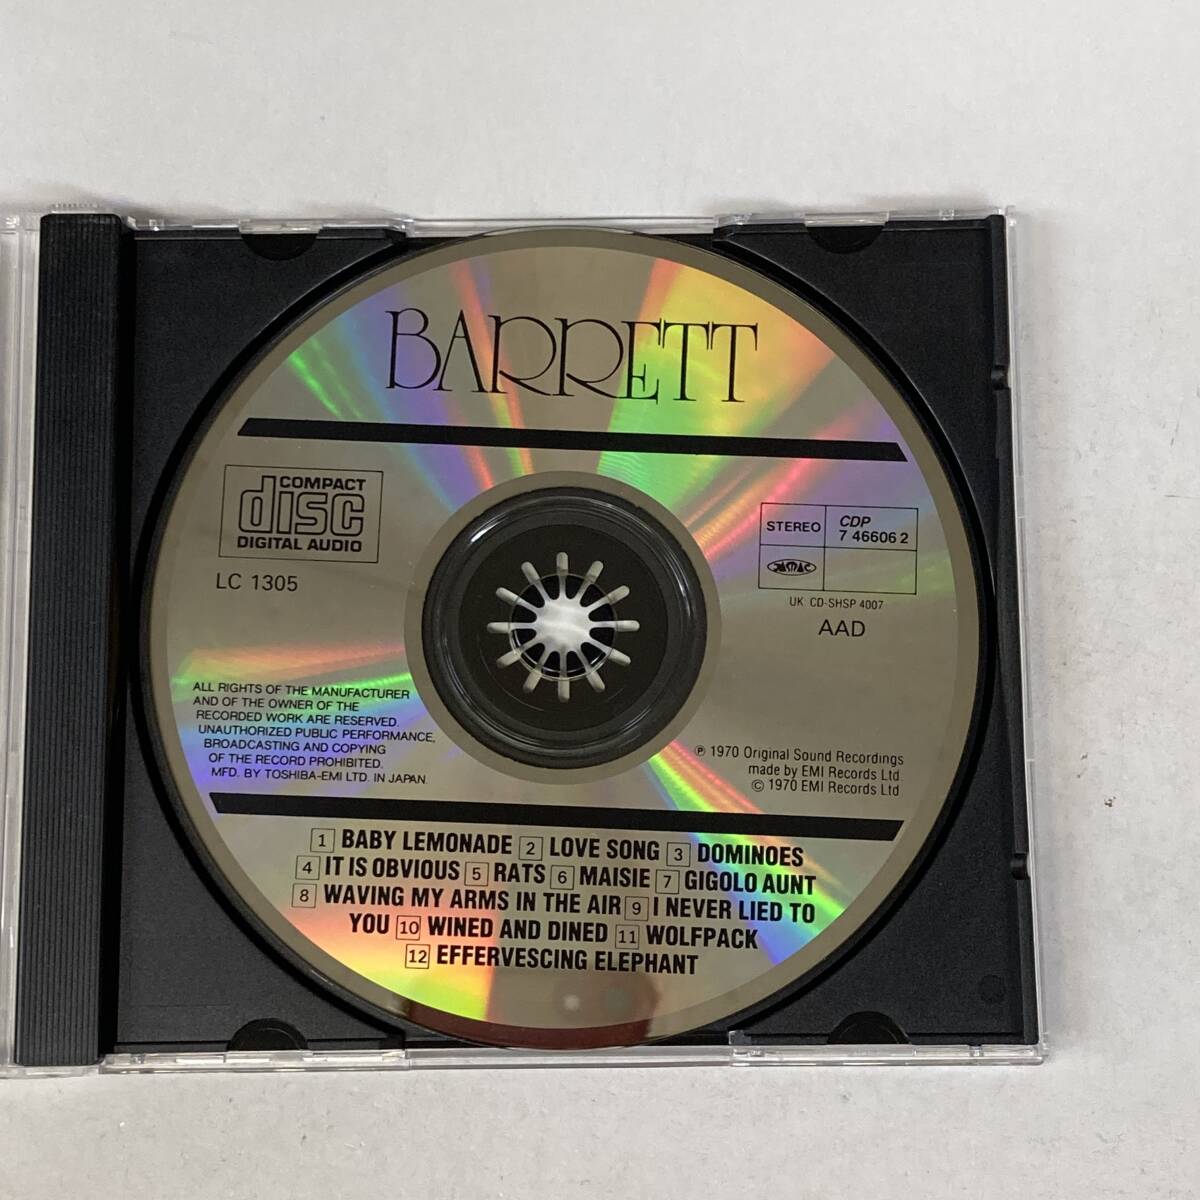 BARRETT
COMPACT
disc
DIGITAL AUDIO
LC 1305
STEREO
CDP
7 46606 2
JASRAC
UK CD-SHSP 4007
AAD
ALL RIGHTS OF THE MANUFACTURER
AND OF THE OWNER OF THE
RECORDED WORK ARE RESERVED.
UNAUTHORIZED PUBLIC PERFORMANCE,
BROADCASTING AND COPYING
OF THE RECORD PROHIBITED.
MFD. BY TOSHIBA-EMI LTD. IN JAPAN.
℗ 1970 Original Sound Recordings
made by EMI Records Ltd
© 1970 EMI Records Ltd
1 BABY LEMONADE 2 LOVE SONG 3 DOMINOES
4 IT IS OBVIOUS 5 RATS 6 MAISIE 7 GIGOLO AUNT
8 WAVING MY ARMS IN THE AIR 9 I NEVER LIED TO
YOU 10 WINED AND DINED 11 WOLFPACK
12 EFFERVESCING ELEPHANT